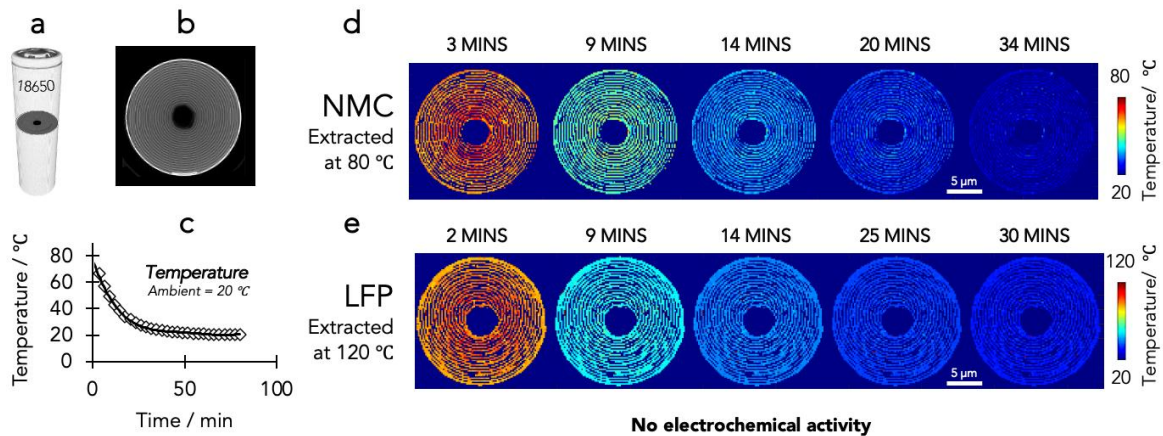 a
18650
b
c
Temperature / ℃
80
60
40
20
0
Temperature
Ambient = 20 ℃
0
50
100
Time / min
d
3 MINS
9 MINS
14 MINS
20 MINS
34 MINS
NMC
Extracted
at 80 ℃
5 µm
80
20
Temperature/ ℃
e
2 MINS
9 MINS
14 MINS
25 MINS
30 MINS
LFP
Extracted
at 120 ℃
5 µm
120
20
Temperature/ ℃
No electrochemical activity